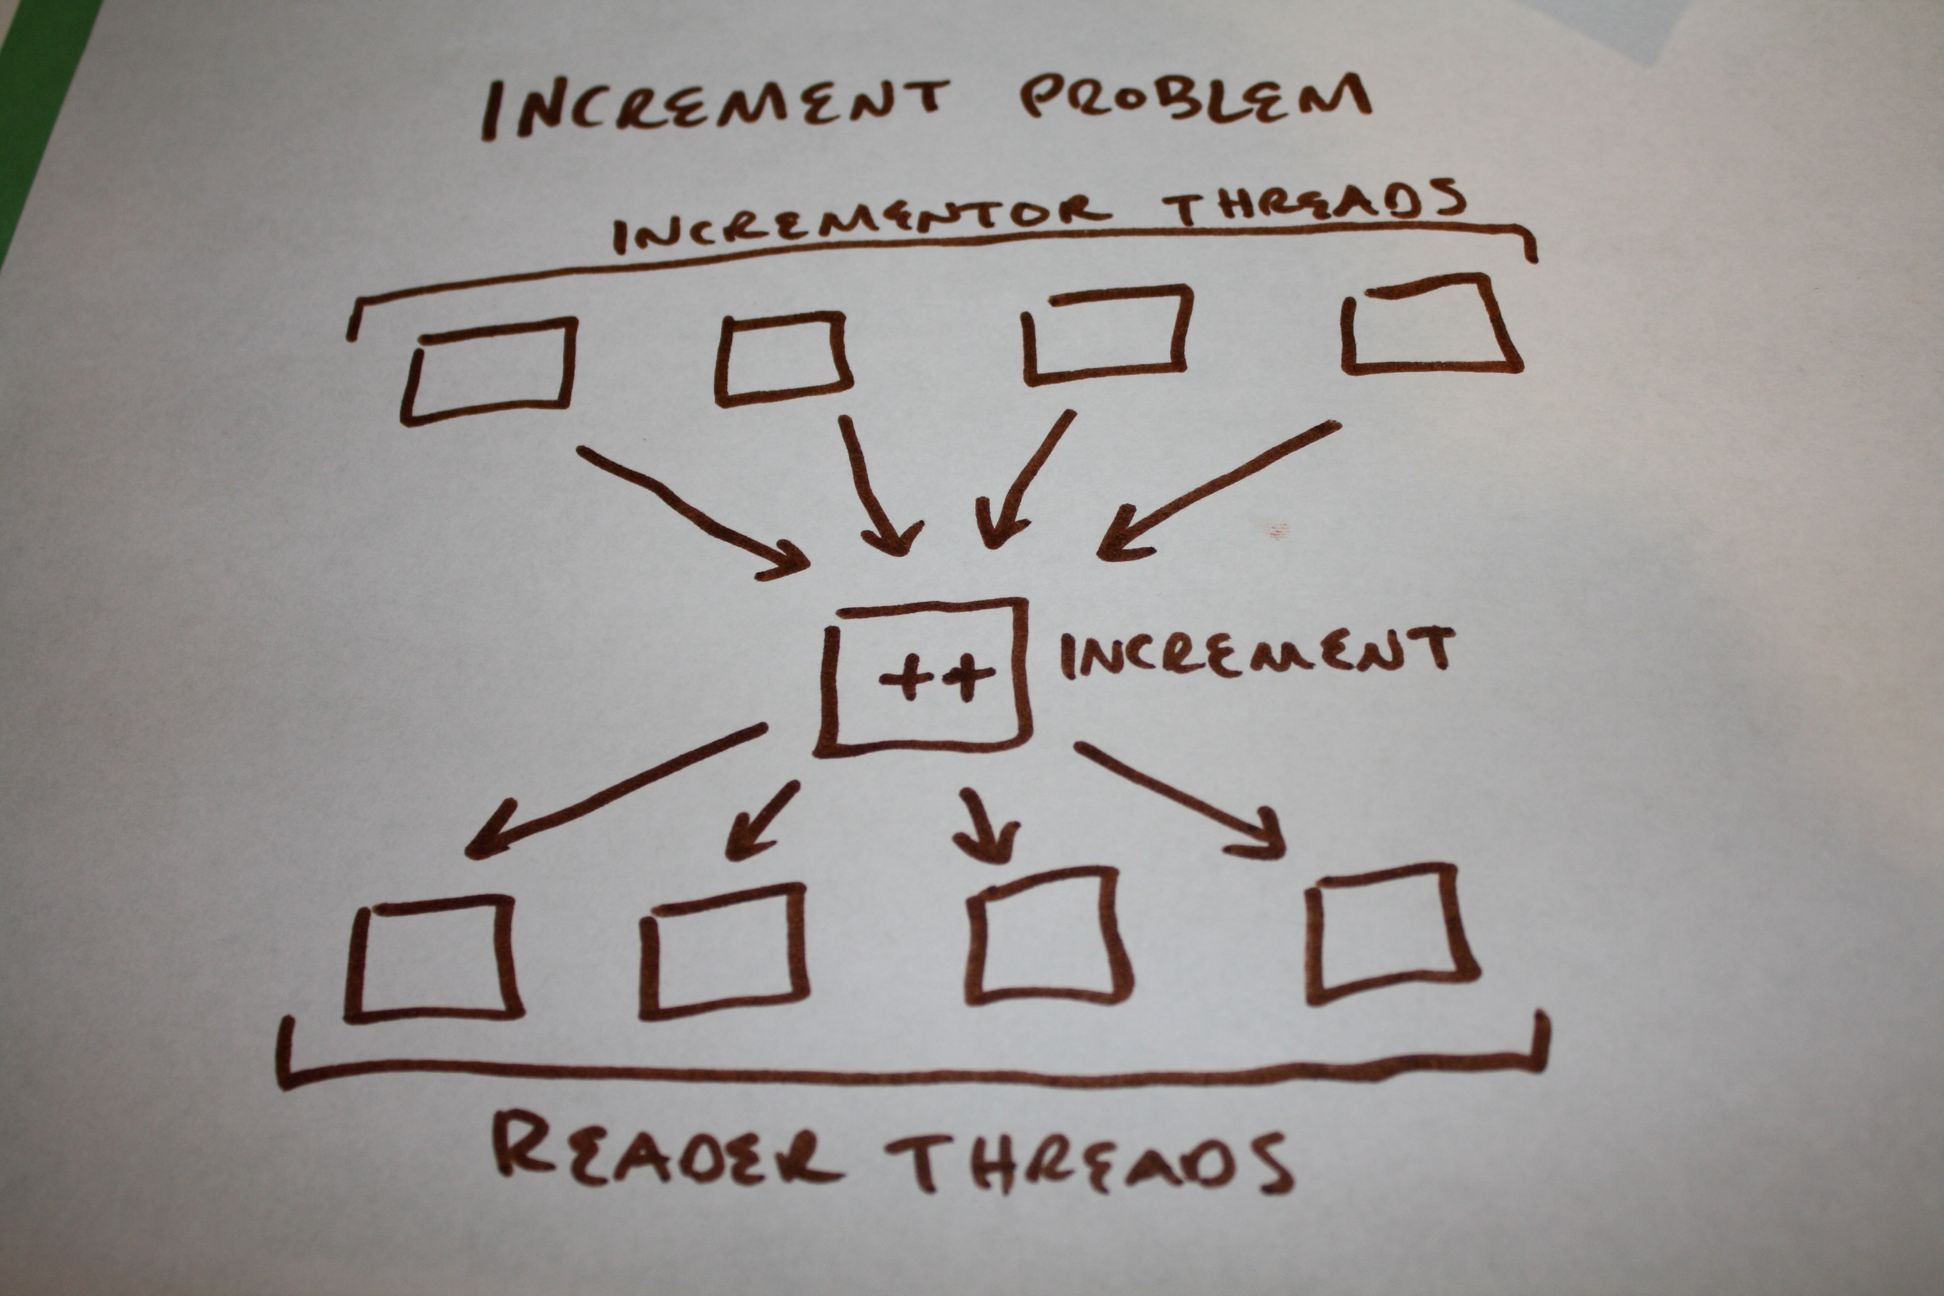 INCREMENT PROBLEM
INCREMENTOR THREADS
++ INCREMENT
READER THREADS